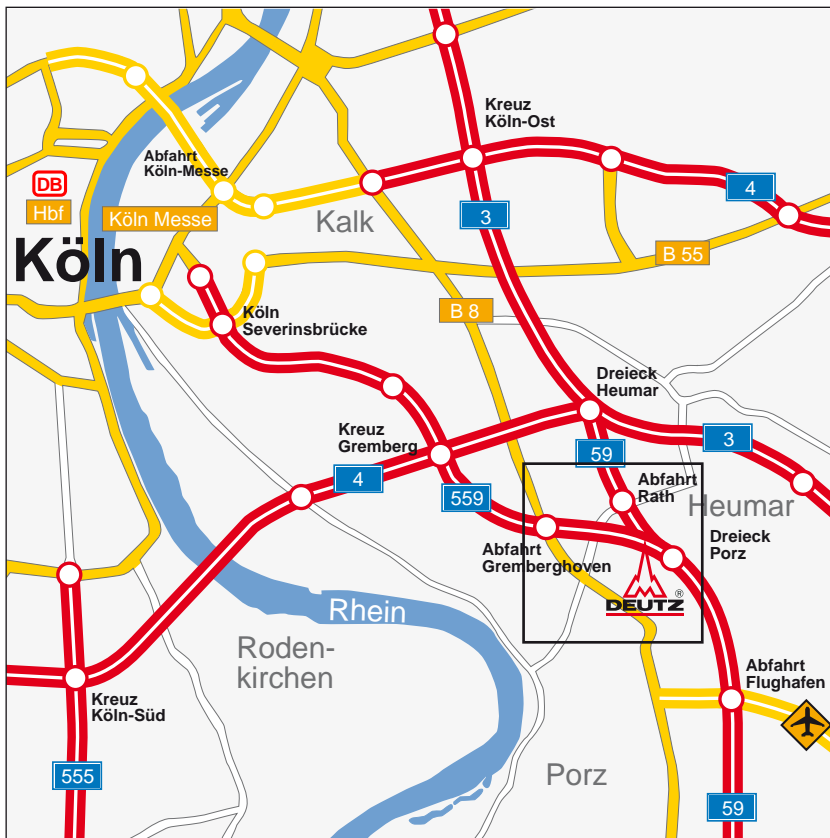 Kreuz
Köln-Ost
Abfahrt
Köln-Messe
DB
Hbf
Köln Messe
4
3
Kalk
Köln
B 55
Köln
Severinsbrücke
B 8
Dreieck
Heumar
Kreuz
Gremberg
3
59
4
559
Abfahrt
Rath
Heumar
Abfahrt
Gremberghoven
Dreieck
Porz
DEUTZ ®
Rhein
Roden-
kirchen
Abfahrt
Flughafen
Kreuz
Köln-Süd
555
Porz
59